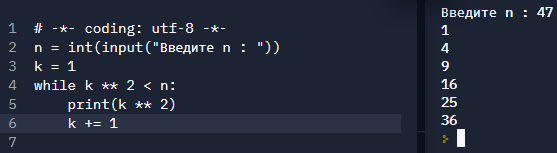 1 # -*- coding: utf-8 -*-
2 n = int(input("Введите n : "))
3 k = 1
4 while k ** 2 < n:
5     print(k ** 2)
6     k += 1
7
Введите n : 47
1
4
9
16
25
36
>